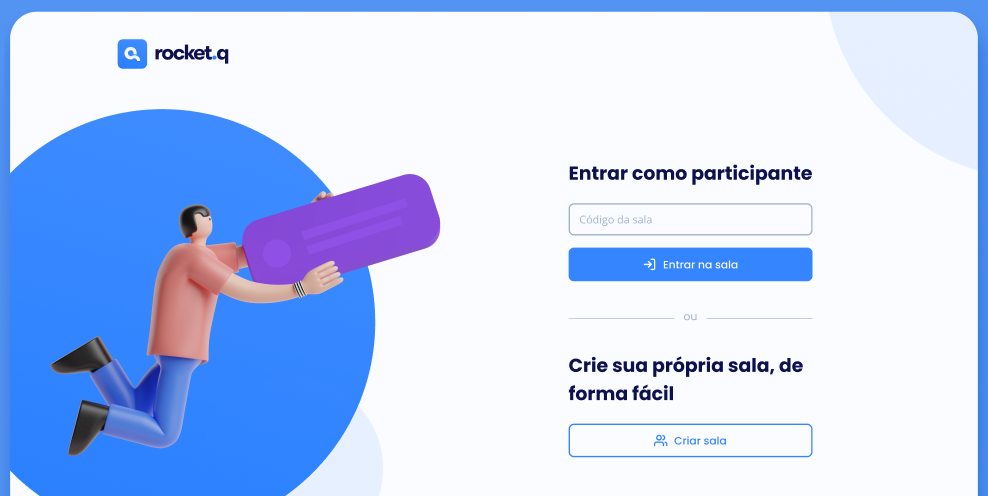 rocket.q
Entrar como participante
Código da sala
Entrar na sala
ou
Crie sua própria sala, de
forma fácil
Criar sala